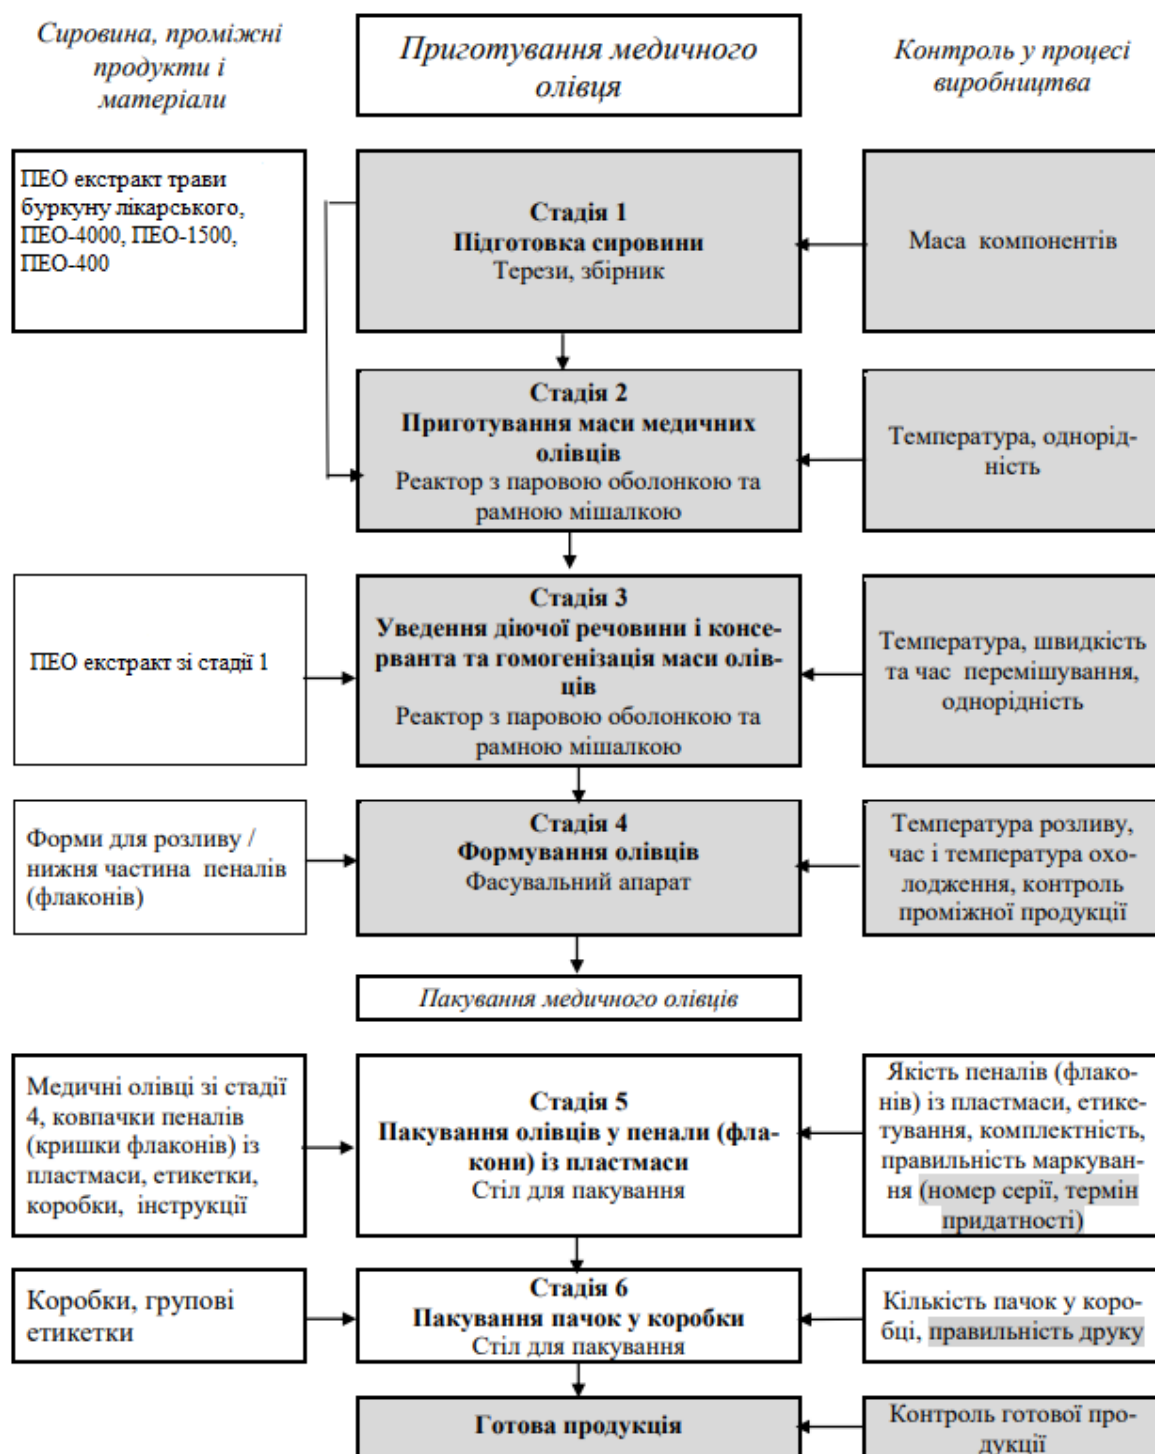 Сировина, проміжні
продукти і
матеріали
Приготування медичного
олівця
Контроль у процесі
виробництва
ПЕО екстракт трави
буркуну лікарського,
ПЕО-4000, ПЕО-1500,
ПЕО-400
Стадія 1
Підготовка сировини
Терези, збірник
Маса компонентів
Стадія 2
Приготування маси медичних
олівців
Реактор з паровою оболонкою та
рамною мішалкою
Температура, однорід-
ність
ПЕО екстракт зі стадії 1
Стадія 3
Уведення діючої речовини і консе-
рванта та гомогенізація маси олів-
ців
Реактор з паровою оболонкою та
рамною мішалкою
Температура, швидкість
та час перемішування,
однорідність
Форми для розливу /
нижня частина пеналів
(флаконів)
Стадія 4
Формування олівців
Фасувальний апарат
Температура розливу,
час і температура охо-
лодження, контроль
проміжної продукції
Пакування медичного олівців
Медичні олівці зі стадії
4, ковпачки пеналів
(кришки флаконів) із
пластмаси, етикетки,
коробки, інструкції
Стадія 5
Пакування олівців у пенали (фла-
кони) із пластмаси
Стіл для пакування
Якість пеналів (флако-
нів) із пластмаси, етике-
тування, комплектність,
правильність маркуван-
ня (номер серії, термін
придатності)
Коробки, групові
етикетки
Стадія 6
Пакування пачок у коробки
Стіл для пакування
Кількість пачок у коро-
бці, правильність друку
Готова продукція
Контроль готової про-
дукції